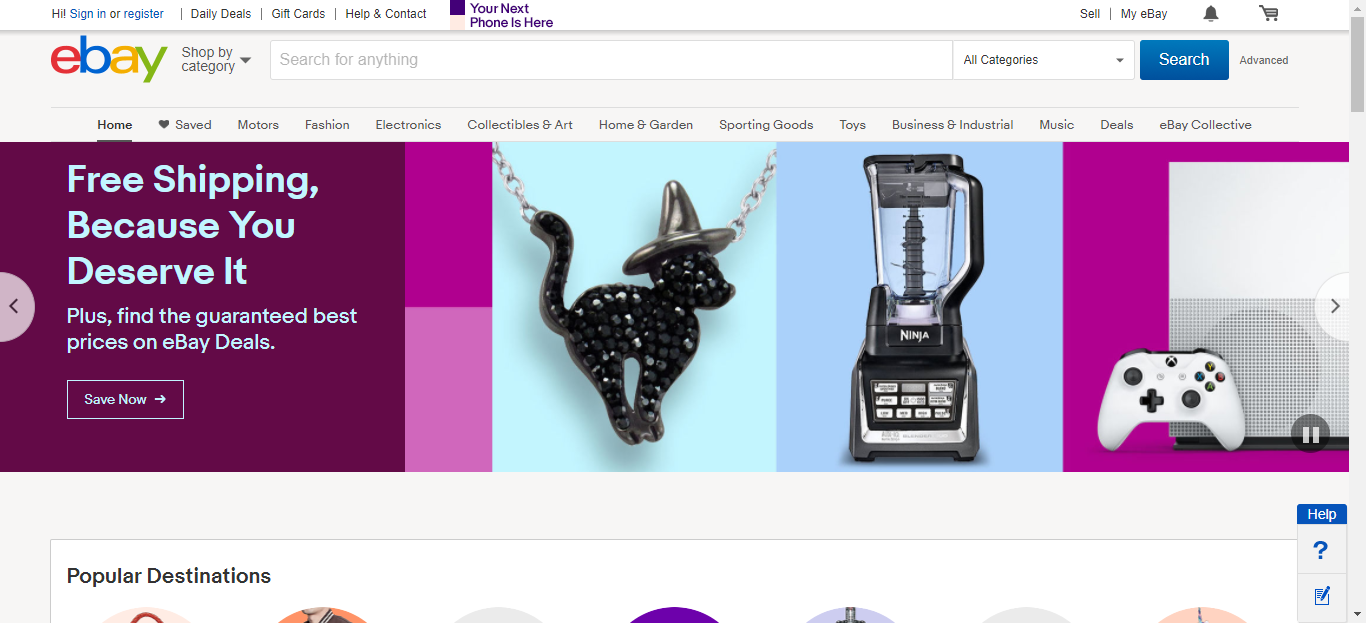 Hi! Sign in or register
Daily Deals
Gift Cards
Help & Contact
Your Next
Phone Is Here
Sell
My eBay
ebay
Shop by
category
Search for anything
All Categories
Search
Advanced
Home
Saved
Motors
Fashion
Electronics
Collectibles & Art
Home & Garden
Sporting Goods
Toys
Business & Industrial
Music
Deals
eBay Collective
Free Shipping,
Because You
Deserve It
Plus, find the guaranteed best
prices on eBay Deals.
Save Now
NINJA
Y
X
B
A
Help
?
Popular Destinations